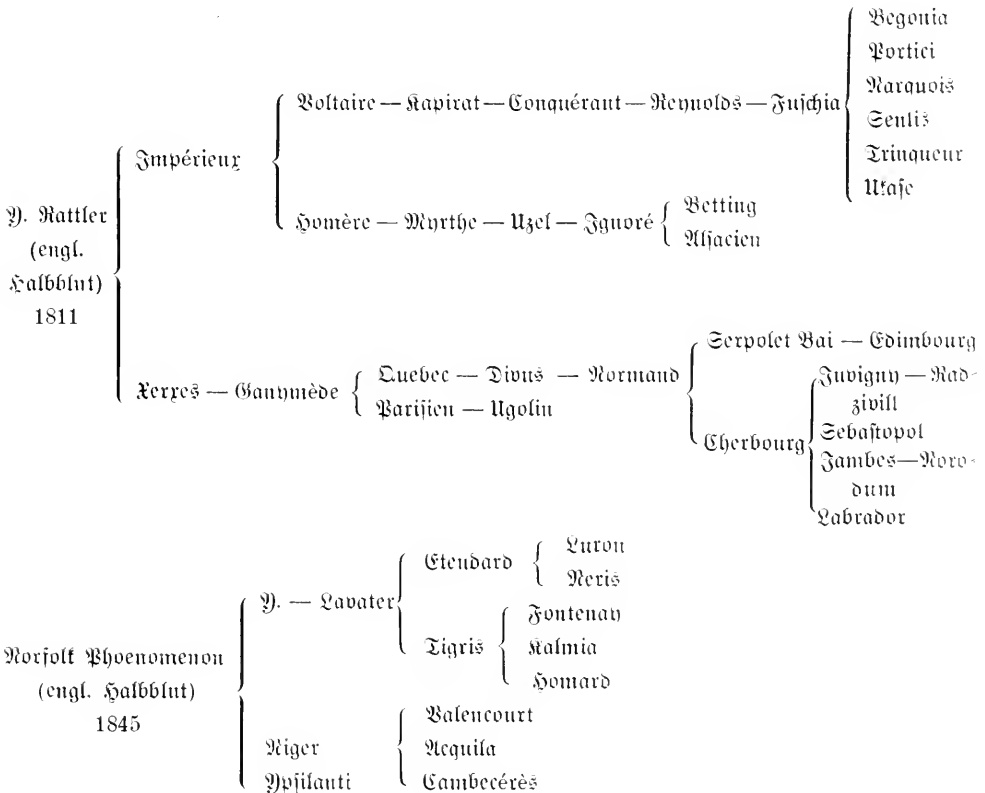 Begonia
Portici
Narquois
Voltaire — Kapirat — Conquérant — Reynolds — Fuschia
Senlis
Impérieux
Trinqueur
Ukase
Y. Rattler
Homère — Myrthe — Uzel — Ignoré
Betting
Alsacien
(engl.
Halbblut)
1811
Serpolet Bai — Edimbourg
Xerxes — Ganymède
Quebec — Divus — Normand
Parisien — Ugolin
Juvigny — Rad-
zivill
Cherbourg
Sebastopol
Jambes — Noro-
dum
Labrador
Etendard
Luron
Neris
Y. — Lavater
Tigris
Fontenay
Kalmia
Homard
Norfolk Phoenomenon
(engl. Halbblut)
1845
Niger
Ypsilanti
Valencourt
Acquila
Cambecérès